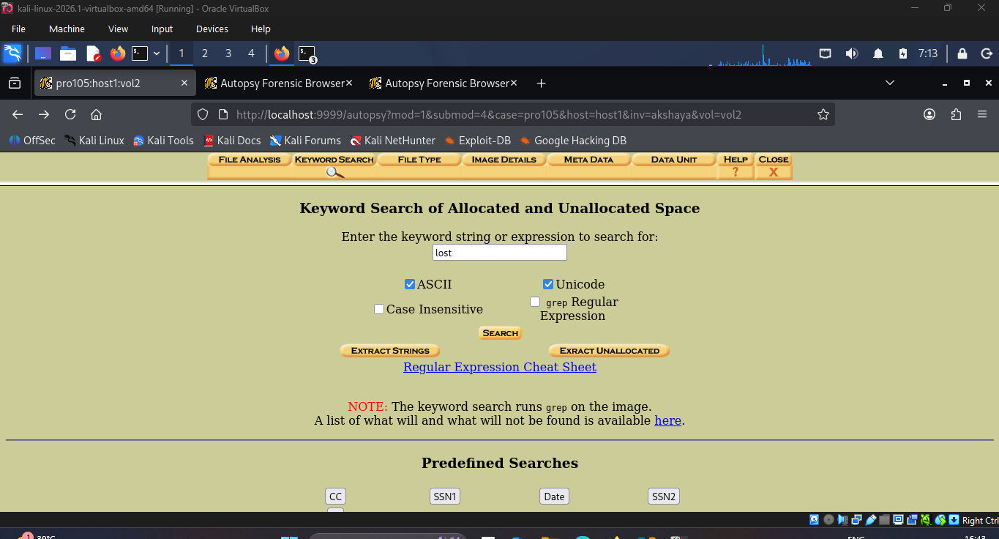 kali-linux-2026.1-virtualbox-amd64 [Running] - Oracle VirtualBox
File Machine View Input Devices Help
1 2 3 4 3 7:13
pro105:host1:vol2 Autopsy Forensic Browser Autopsy Forensic Browser
http://localhost:9999/autopsy?mod=1&submod=4&case=pro105&host=host1&inv=akshaya&vol=vol2
OffSec Kali Linux Kali Tools Kali Docs Kali Forums Kali NetHunter Exploit-DB Google Hacking DB
FILE ANALYSIS KEYWORD SEARCH FILE TYPE IMAGE DETAILS META DATA DATA UNIT HELP CLOSE
? X
Keyword Search of Allocated and Unallocated Space
Enter the keyword string or expression to search for:
lost
ASCII Unicode
Case Insensitive grep Regular
Expression
SEARCH
EXTRACT STRINGS EXRACT UNALLOCATED
Regular Expression Cheat Sheet
NOTE: The keyword search runs grep on the image.
A list of what will and what will not be found is available here.
Predefined Searches
CC SSN1 Date SSN2
Right Ctrl
1